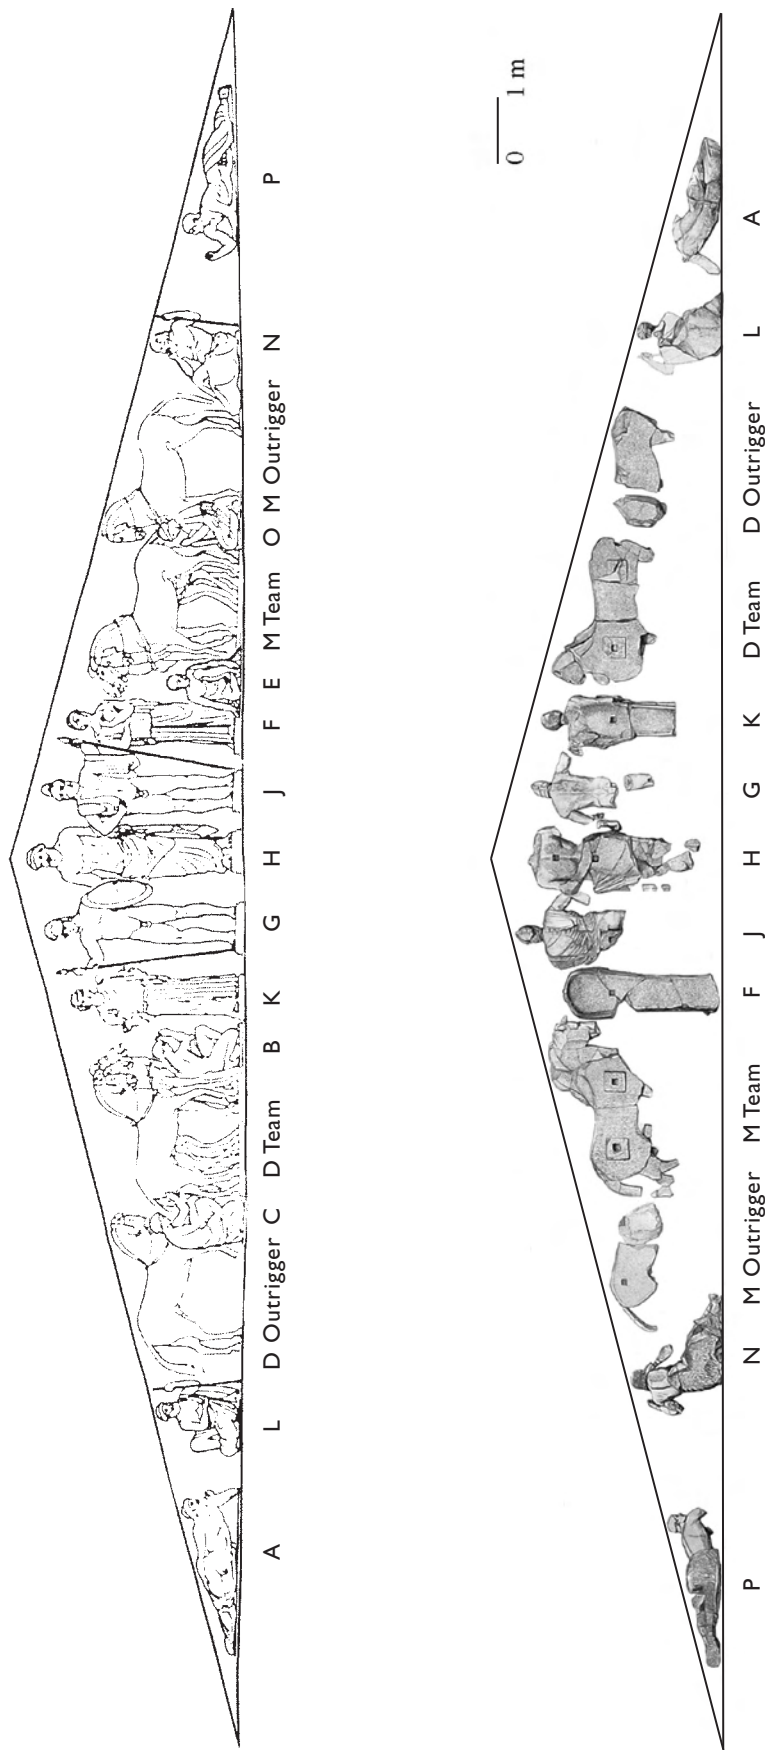 A L D Outrigger C D Team B K G H J F E M Team O M Outrigger N P
0 1 m
P N M Outrigger M Team F J H G K D Team D Outrigger L A